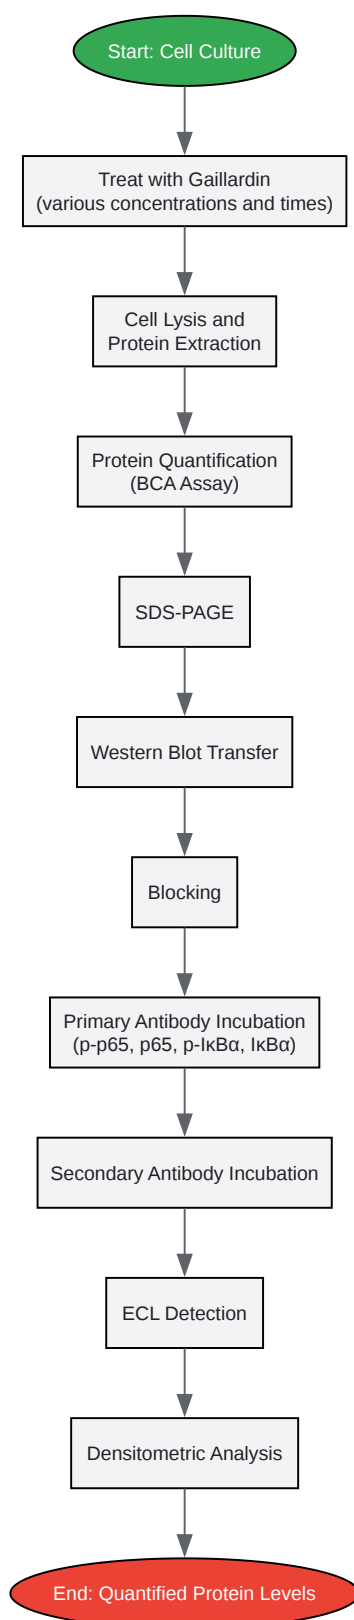 Start: Cell Culture
Treat with Gaillardin
(various concentrations and times)
Cell Lysis and
Protein Extraction
Protein Quantification
(BCA Assay)
SDS-PAGE
Western Blot Transfer
Blocking
Primary Antibody Incubation
(p-p65, p65, p-IκBα, IκBα)
Secondary Antibody Incubation
ECL Detection
Densitometric Analysis
End: Quantified Protein Levels